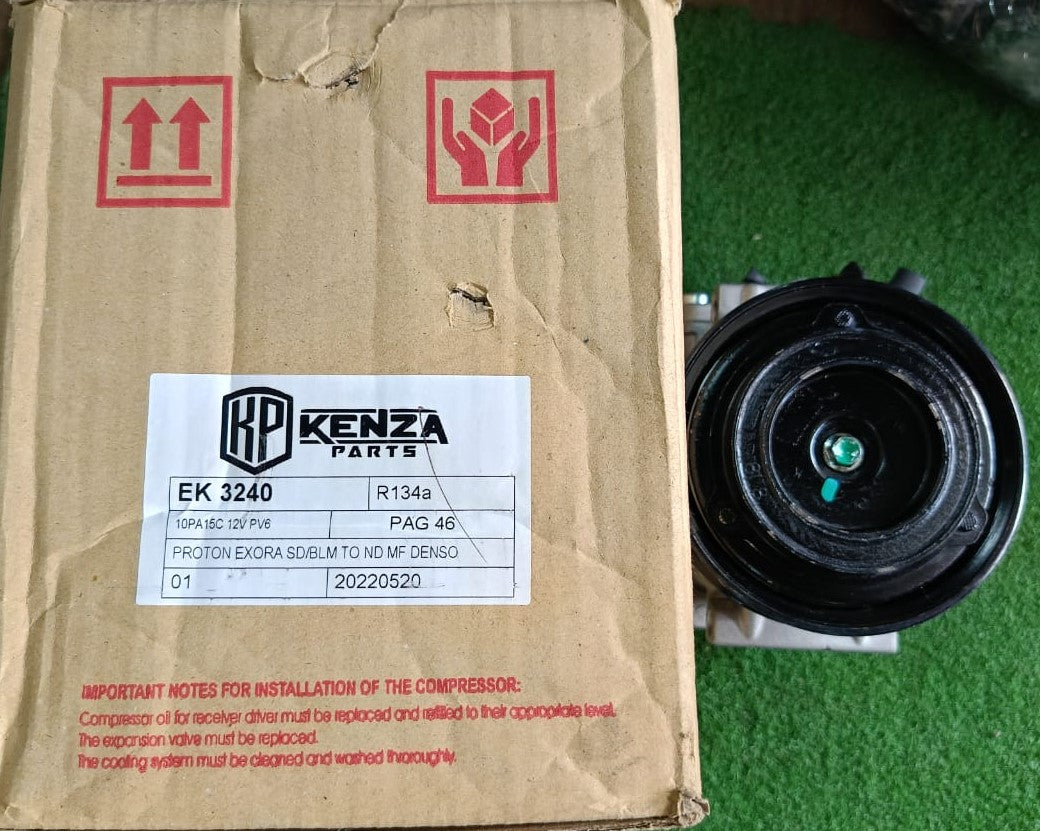 KP KENZA
PARTS
EK 3240 R134a
10PA15C 12V PV6 PAG 46
PROTON EXORA SD/BLM TO ND MF DENSO
01 20220520
IMPORTANT NOTES FOR INSTALLATION OF THE COMPRESSOR:
Compressor oil for receiver driver must be replaced and refilled to their appropriate level.
The expansion valve must be replaced.
The cooling system must be cleaned and washed thvoroughly.